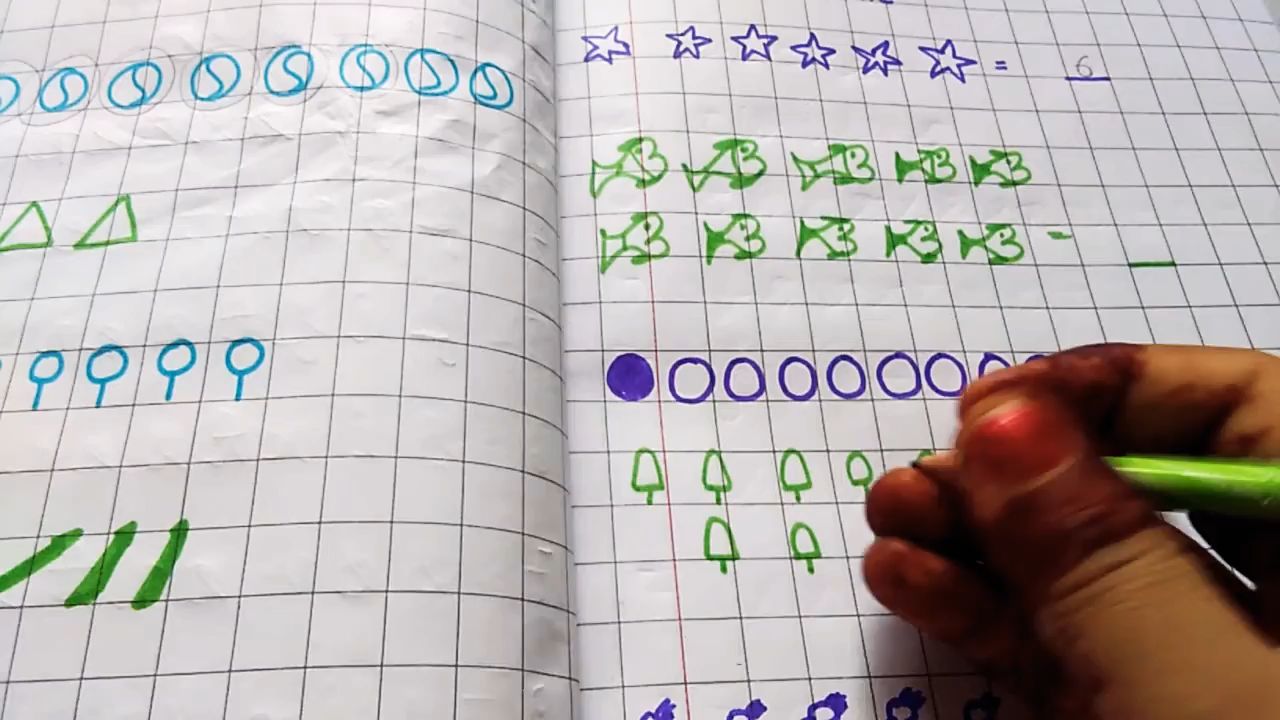 = 6
=